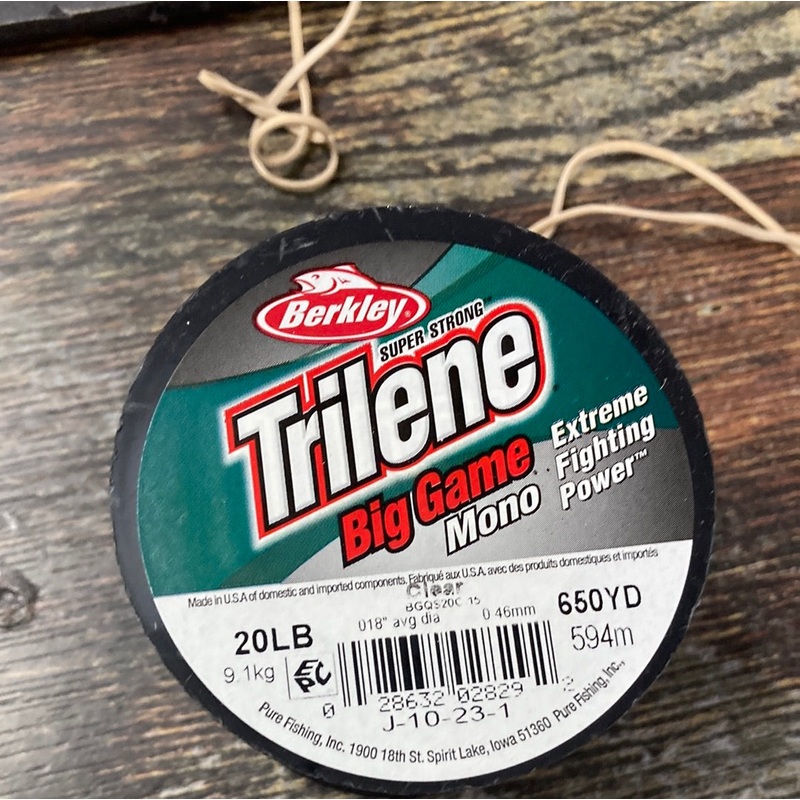 Berkley
SUPER STRONG
Trilene
Big Game
Mono
Extreme
Fighting
Power™
Made in U.S.A of domestic and imported components. Fabriqué aux U.S.A. avec des produits domestiques et importés
Clear
018" avg dia 0 46mm
20LB 650YD
9.1kg 594m
EPC
0 28632 02829
J-10-23-1
Pure Fishing, Inc. 1900 18th St. Spirit Lake, Iowa 51360 Pure Fishing, Inc.,